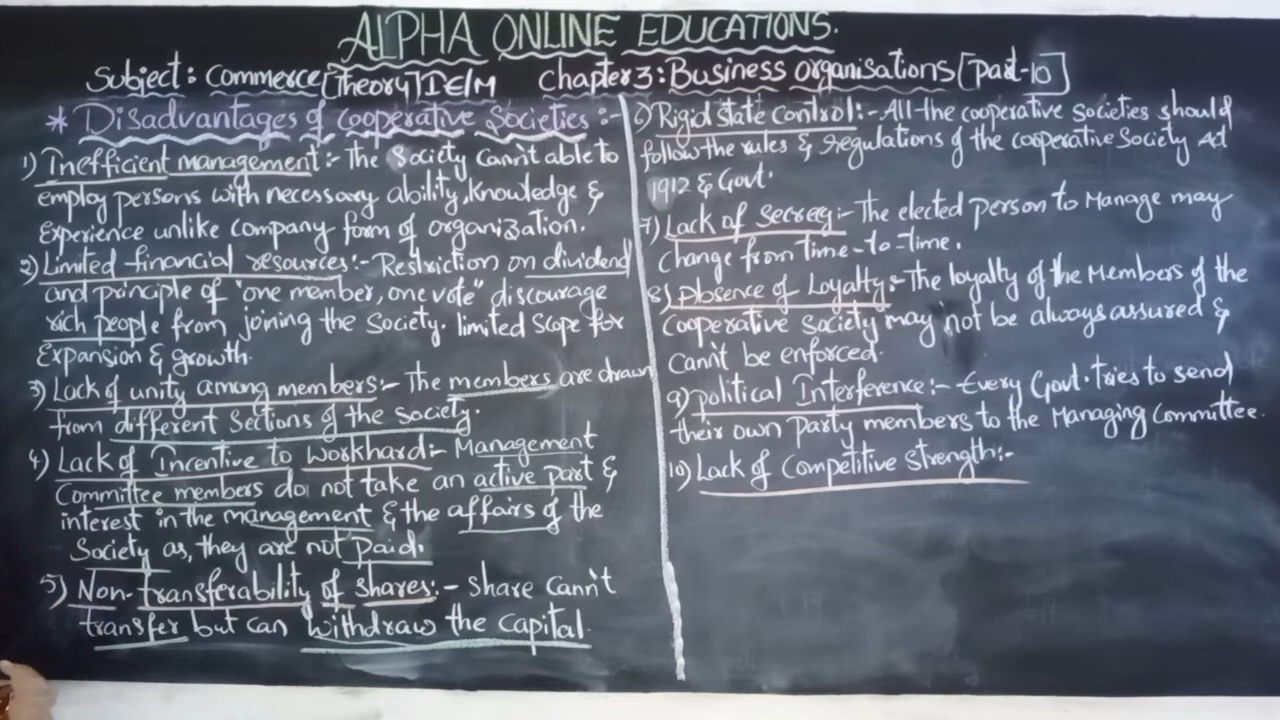 ALPHA ONLINE EDUCATIONS.
Subject: Commerce [Theory] IE/M Chapter 3: Business Organisations [Part-10]
* Disadvantages of Cooperative Societies :-
1) Inefficient management :- The Society cann't able to
employ persons with necessary ability, knowledge &
Experience unlike company form of organization.
2) Limited financial resources :- Restriction on dividend
and principle of "one member, one vote" discourage
rich people from joining the Society. limited scope for
Expansion & growth.
3) Lack of unity among members :- The members are drawn
from different Sections of the Society.
4) Lack of Incentive to workhard :- Management
Committee members do not take an active part &
interest in the management & the affairs of the
Society as, they are not paid.
5) Non-transferability of shares :- Share cann't
transfer but can withdraw the capital.
6) Rigid state control :- All the cooperative Societies should
follow the rules & regulations of the cooperative Society Act
1912 & Govt.
7) Lack of Secrecy :- The elected person to Manage may
change from time-to-time.
8) Absence of Loyalty :- The loyalty of the Members of the
Cooperative Society may not be always assured &
cann't be enforced.
9) political Interference :- Every Govt. tries to send
their own party members to the Managing Committee.
10) Lack of Competitive Strength :-